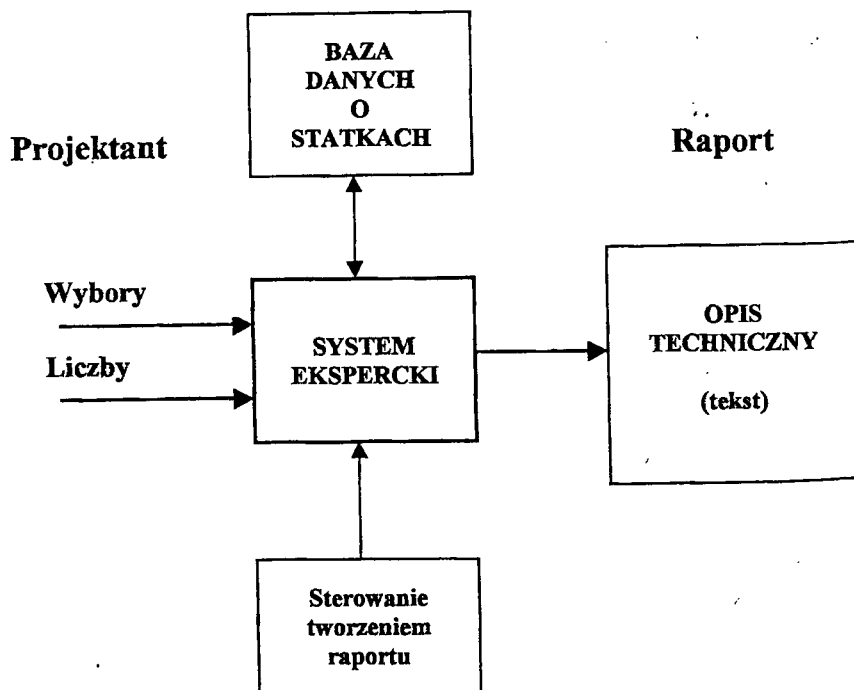 BAZA
DANYCH
O
STATKACH
Projektant
Raport
Wybory
Liczby
SYSTEM
EKSPERCKI
OPIS
TECHNICZNY
(tekst)
Sterowanie
tworzeniem
raportu